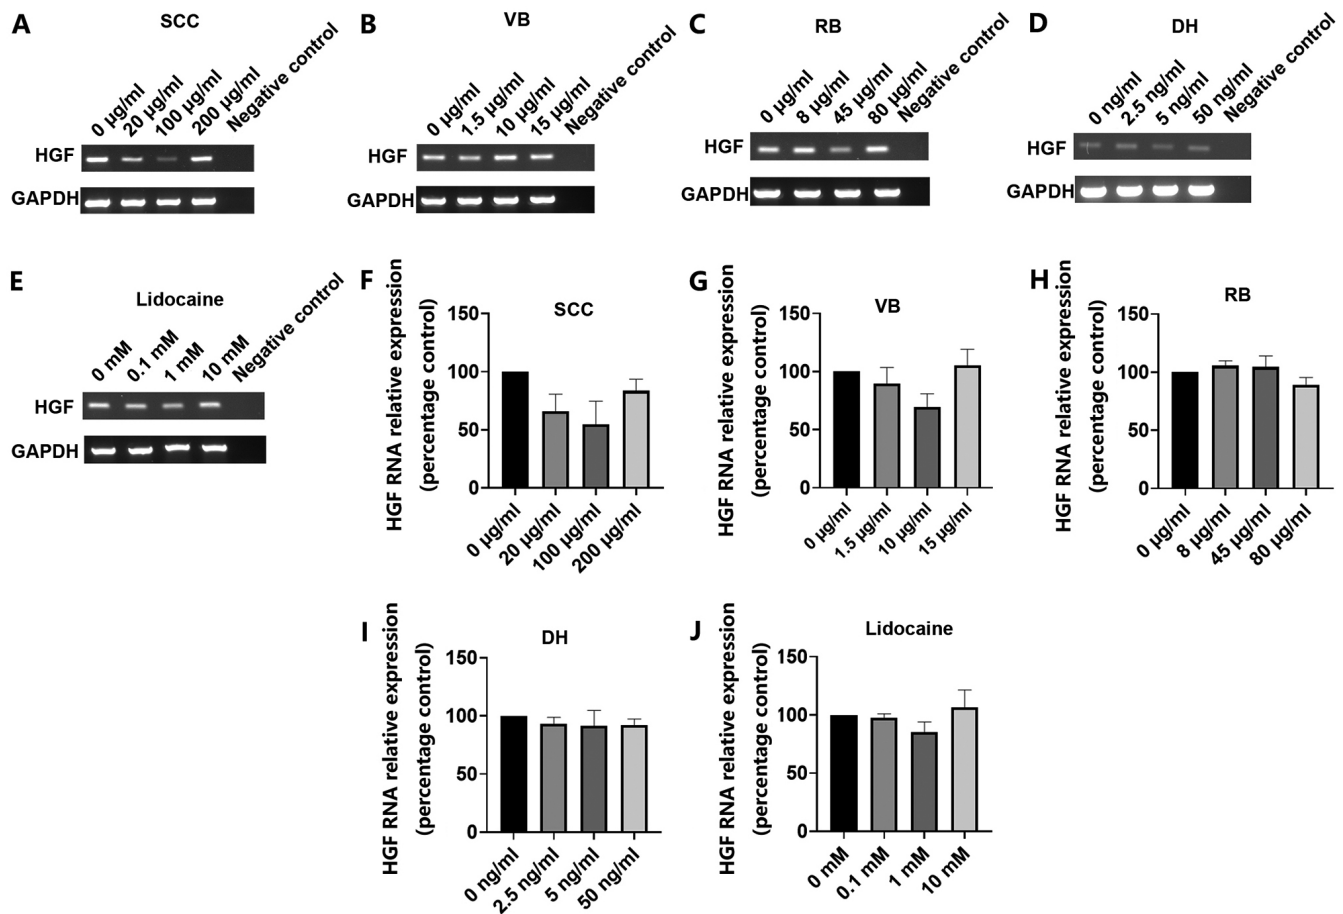 A
SCC
0 µg/ml
20 µg/ml
100 µg/ml
200 µg/ml
Negative control
HGF
GAPDH
B
VB
0 µg/ml
1.5 µg/ml
10 µg/ml
15 µg/ml
Negative control
HGF
GAPDH
C
RB
0 µg/ml
8 µg/ml
45 µg/ml
80 µg/ml
Negative control
HGF
GAPDH
D
DH
0 ng/ml
2.5 ng/ml
5 ng/ml
50 ng/ml
Negative control
HGF
GAPDH
E
Lidocaine
0 mM
0.1 mM
1 mM
10 mM
Negative control
HGF
GAPDH
F
SCC
HGF RNA relative expression
(percentage control)
150
100
50
0
0 µg/ml
20 µg/ml
100 µg/ml
200 µg/ml
G
VB
HGF RNA relative expression
(percentage control)
150
100
50
0
0 µg/ml
1.5 µg/ml
10 µg/ml
15 µg/ml
H
RB
HGF RNA relative expression
(percentage control)
150
100
50
0
0 µg/ml
8 µg/ml
45 µg/ml
80 µg/ml
I
DH
HGF RNA relative expression
(percentage control)
150
100
50
0
0 ng/ml
2.5 ng/ml
5 ng/ml
50 ng/ml
J
Lidocaine
HGF RNA relative expression
(percentage control)
150
100
50
0
0 mM
0.1 mM
1 mM
10 mM